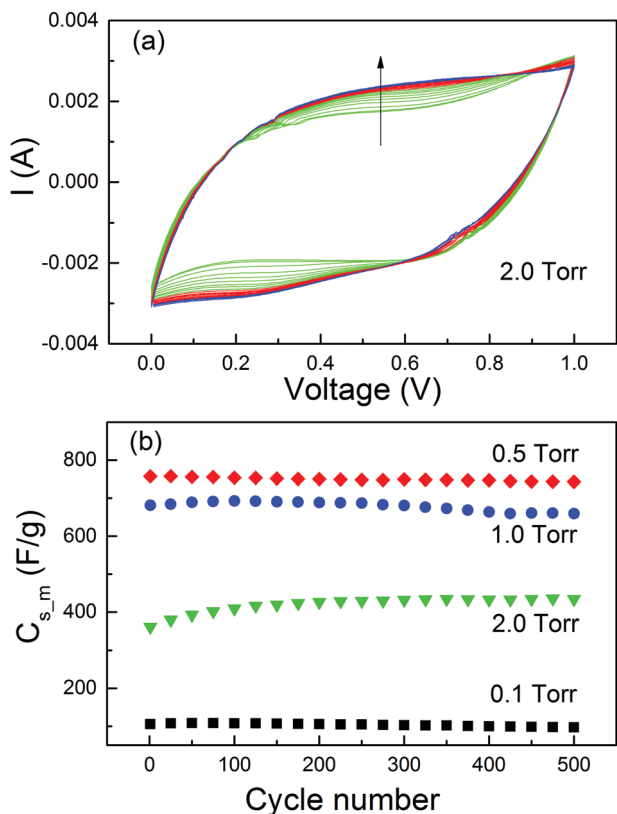 (a)
0.004
0.002
0.000
-0.002
-0.004
I (A)
2.0 Torr
0.0 0.2 0.4 0.6 0.8 1.0
Voltage (V)
(b)
800
600
400
200
C_{s_m} (F/g)
0.5 Torr
1.0 Torr
2.0 Torr
0.1 Torr
0 100 200 300 400 500
Cycle number